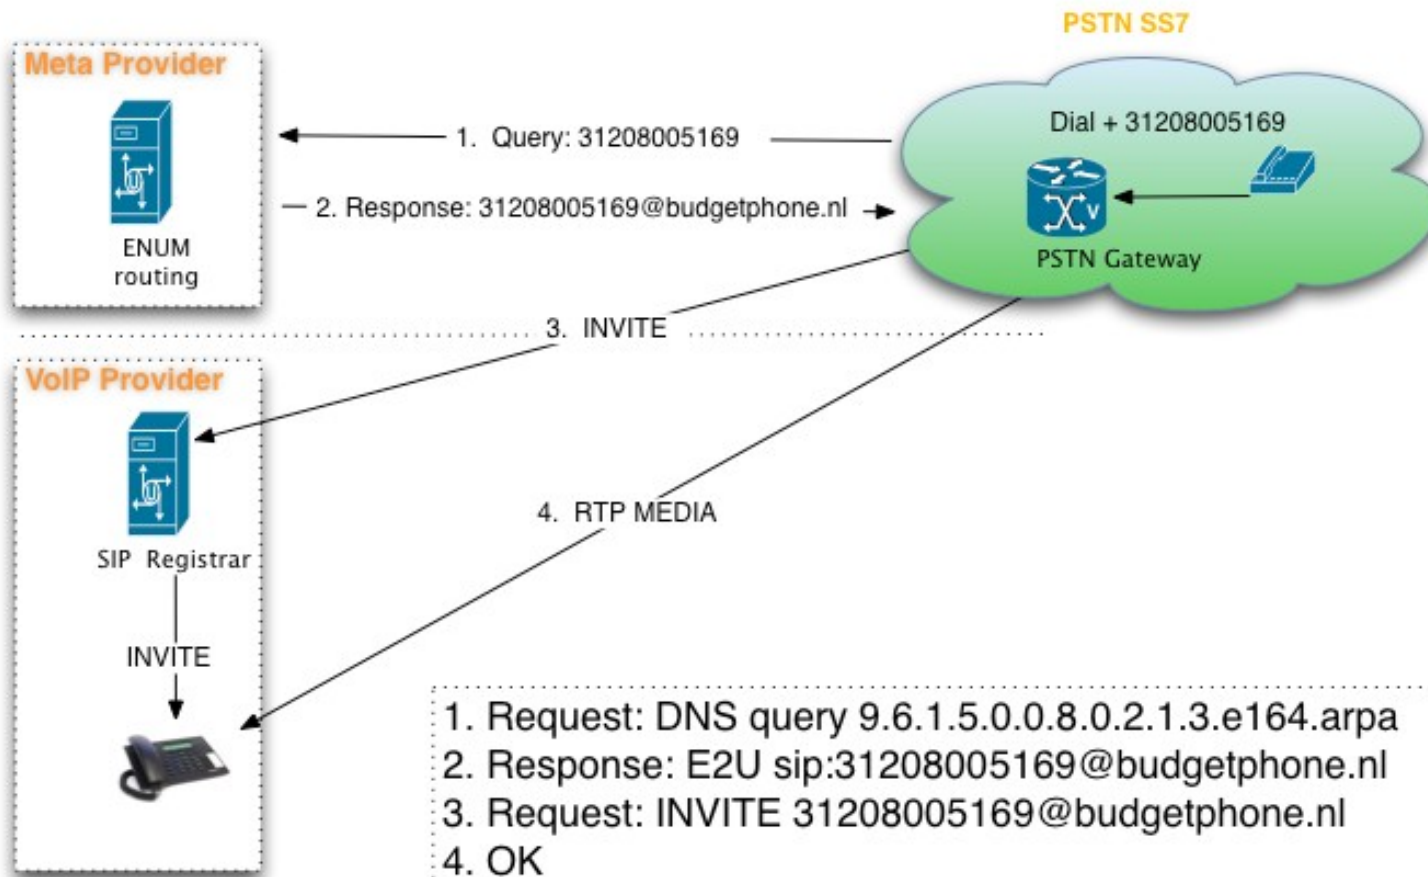 PSTN SS7
Meta Provider
Dial + 31208005169
1. Query: 31208005169
2. Response: 31208005169@budgetphone.nl
ENUM
routing
PSTN Gateway
3. INVITE
VoIP Provider
4. RTP MEDIA
SIP Registrar
INVITE
1. Request: DNS query 9.6.1.5.0.0.8.0.2.1.3.e164.arpa
2. Response: E2U sip:31208005169@budgetphone.nl
3. Request: INVITE 31208005169@budgetphone.nl
4. OK